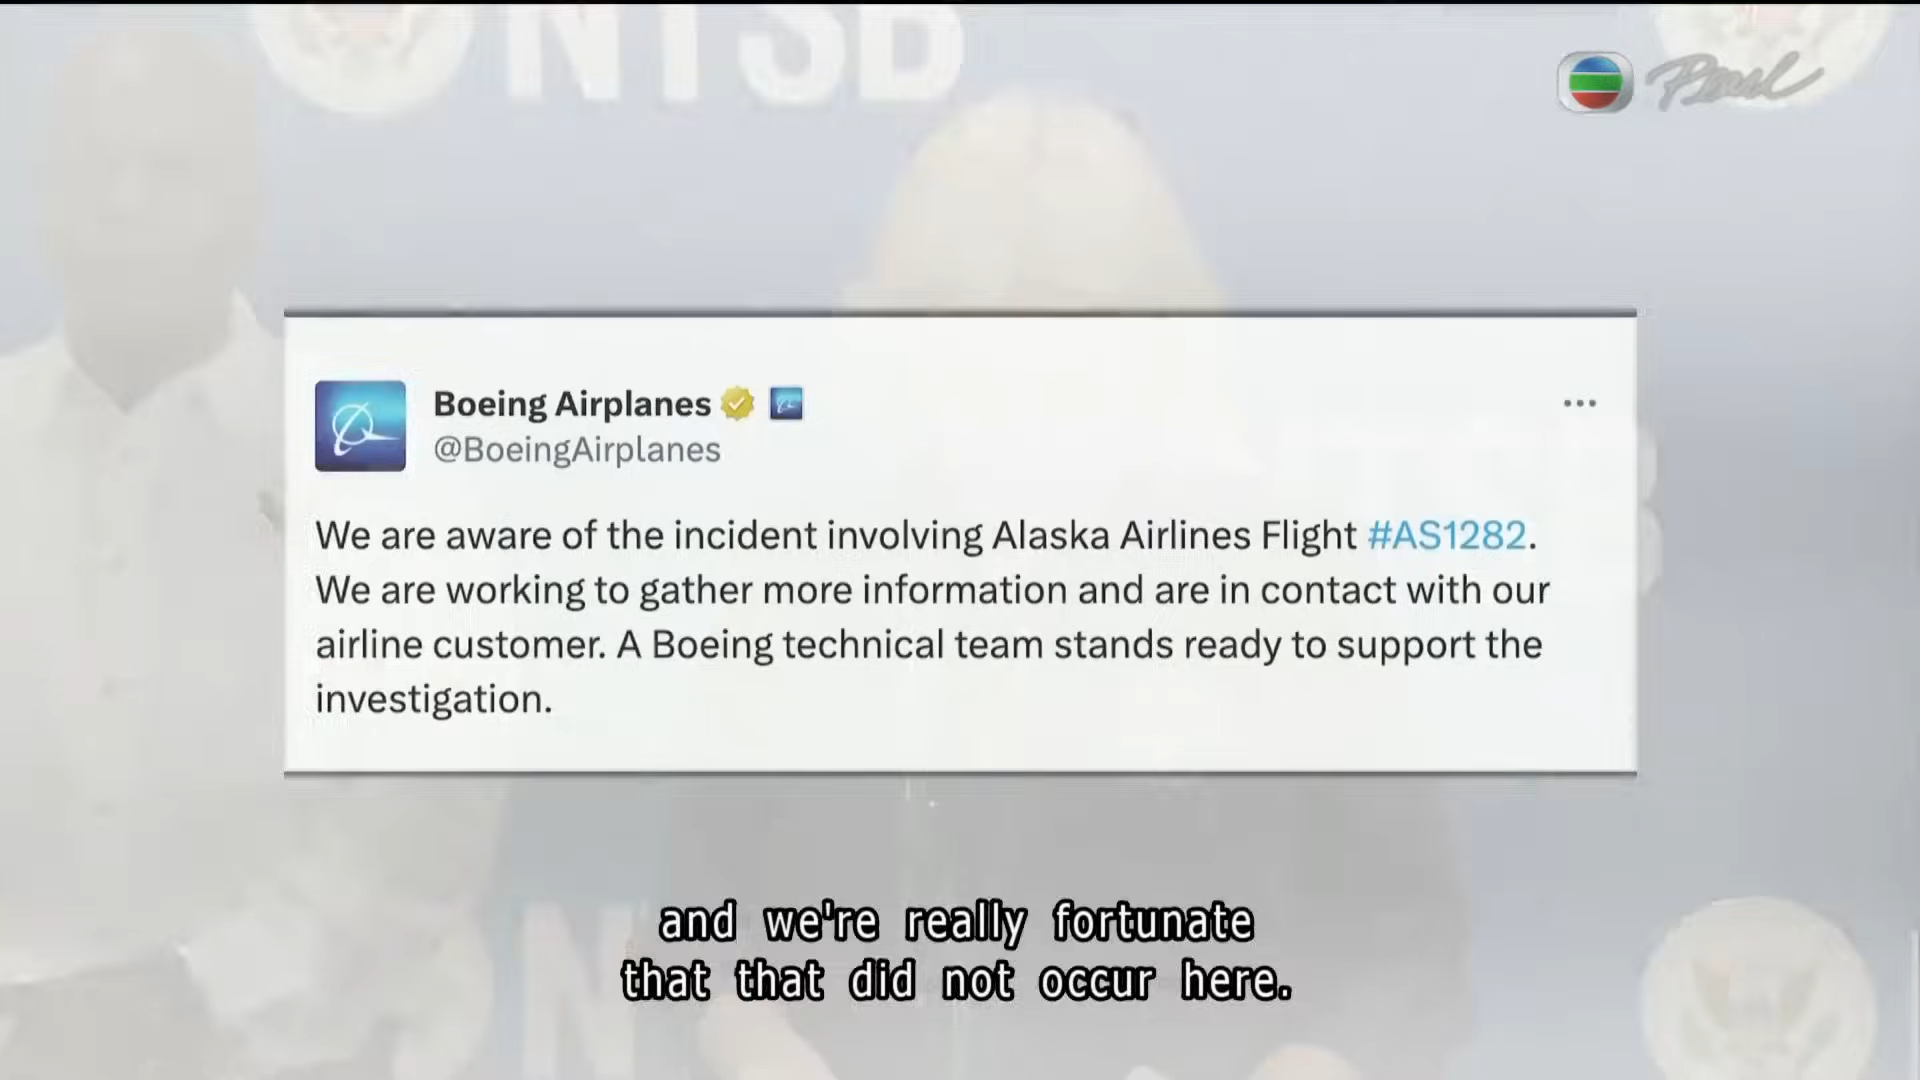 NTSB
Pearl
Boeing Airplanes
@BoeingAirplanes
We are aware of the incident involving Alaska Airlines Flight #AS1282.
We are working to gather more information and are in contact with our
airline customer. A Boeing technical team stands ready to support the
investigation.
and we're really fortunate
that that did not occur here.
N